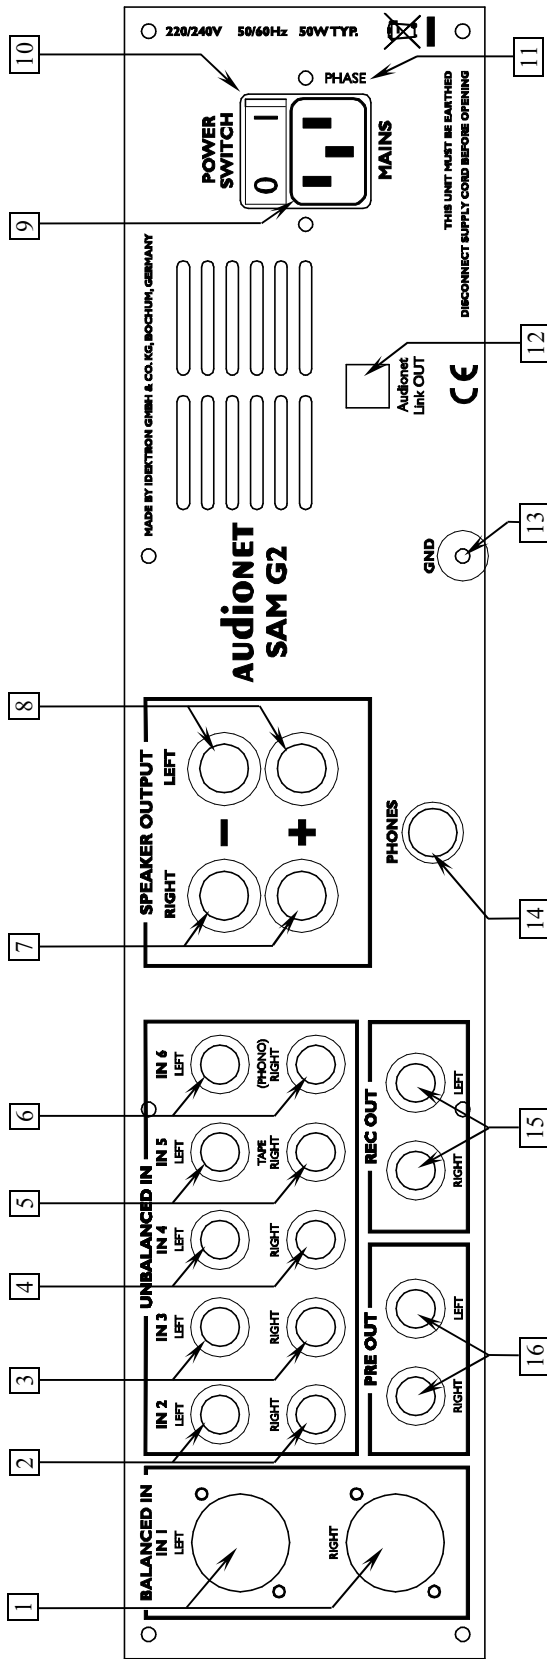 1
2
3
4
5
6
7
8
9
10
BALANCED IN
IN 1
LEFT
RIGHT
UNBALANCED IN
IN 2
LEFT
RIGHT
IN 3
LEFT
RIGHT
IN 4
LEFT
RIGHT
IN 5
LEFT
TAPE
RIGHT
IN 6
LEFT
(PHONO)
RIGHT
PRE OUT
RIGHT
LEFT
REC OUT
RIGHT
LEFT
SPEAKER OUTPUT
RIGHT
LEFT
–
+
PHONES
AUDIONET
SAM G2
GND
MADE BY IDEKTRON GMBH & CO. KG, BOCHUM, GERMANY
Audionet
Link OUT
CE
POWER
SWITCH
0 I
MAINS
PHASE
220/240V 50/60Hz 50W TYP.
THIS UNIT MUST BE EARTHED
DISCONNECT SUPPLY CORD BEFORE OPENING
16
15
14
13
12
11